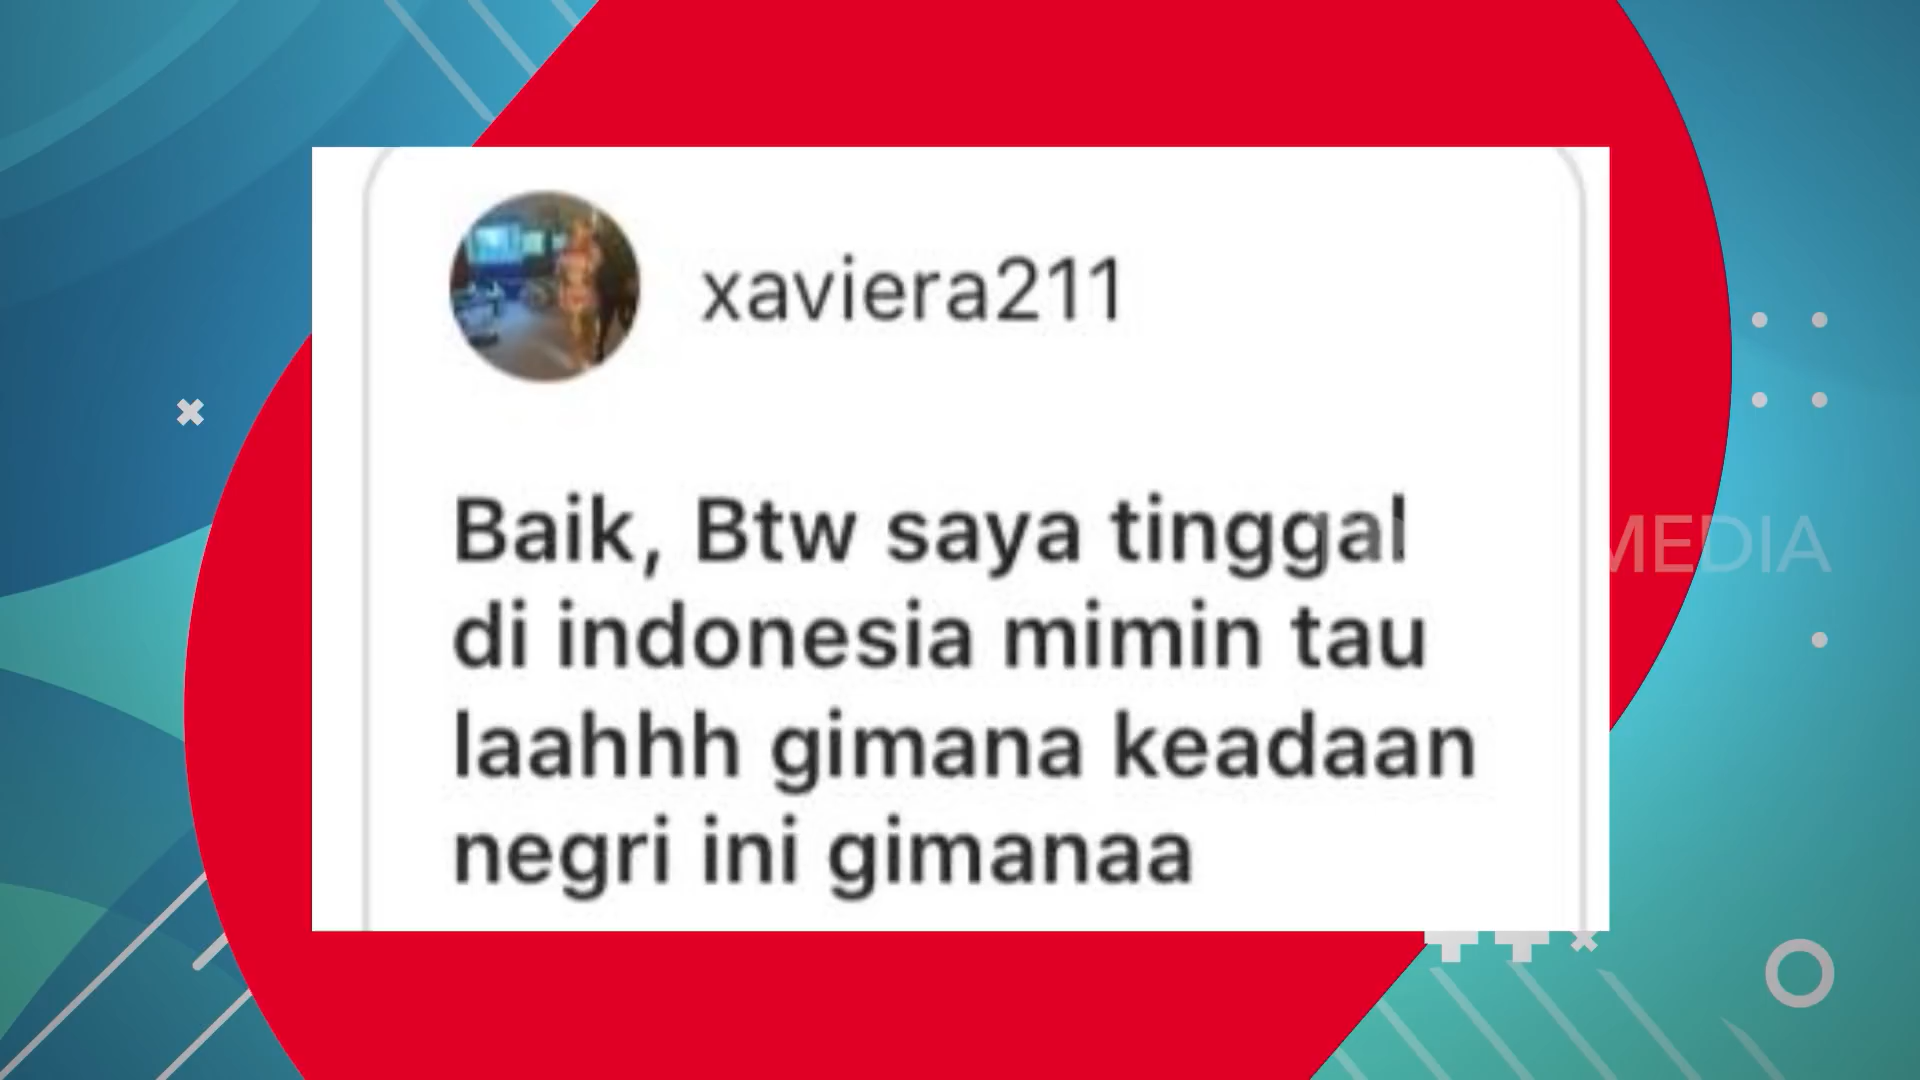 xaviera211
Baik, Btw saya tinggal
di indonesia mimin tau
laahhh gimana keadaan
negri ini gimanaa
MEDIA